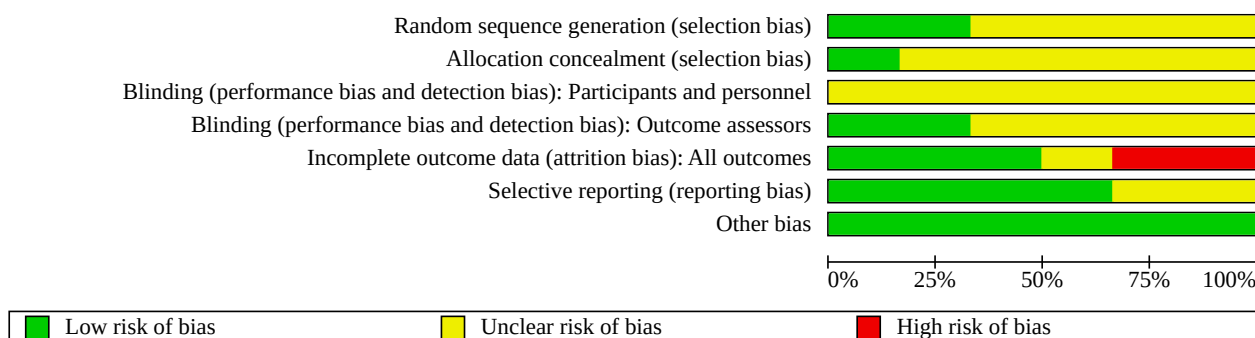 Random sequence generation (selection bias)
Allocation concealment (selection bias)
Blinding (performance bias and detection bias): Participants and personnel
Blinding (performance bias and detection bias): Outcome assessors
Incomplete outcome data (attrition bias): All outcomes
Selective reporting (reporting bias)
Other bias
0% 25% 50% 75% 100%
Low risk of bias Unclear risk of bias High risk of bias